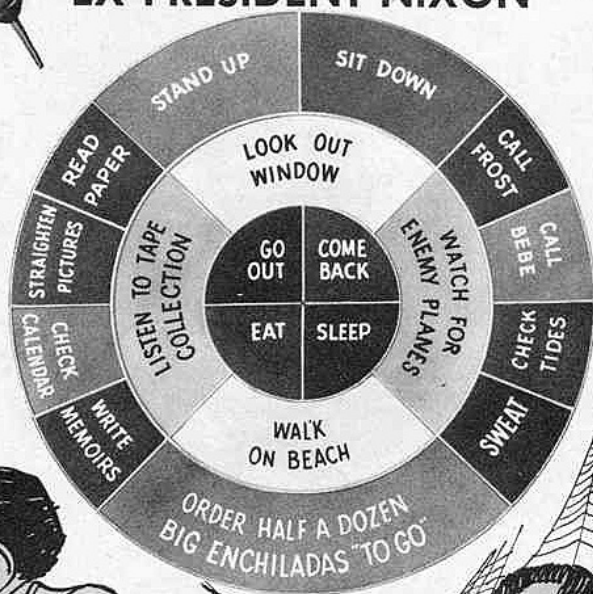 EX-PRESIDENT NIXON
STAND UP
SIT DOWN
READ
PAPER
CALL
FROST
LOOK OUT
WINDOW
STRAIGHTEN
PICTURES
LISTEN TO TAPE
COLLECTION
GO
OUT
COME
BACK
WATCH FOR
ENEMY PLANES
CALL
BEBE
CHECK
CALENDAR
EAT
SLEEP
CHECK
TIDES
WRITE
MEMOIRS
WALK
ON BEACH
SWEAT
ORDER HALF A DOZEN
BIG ENCHILADAS "TO GO"